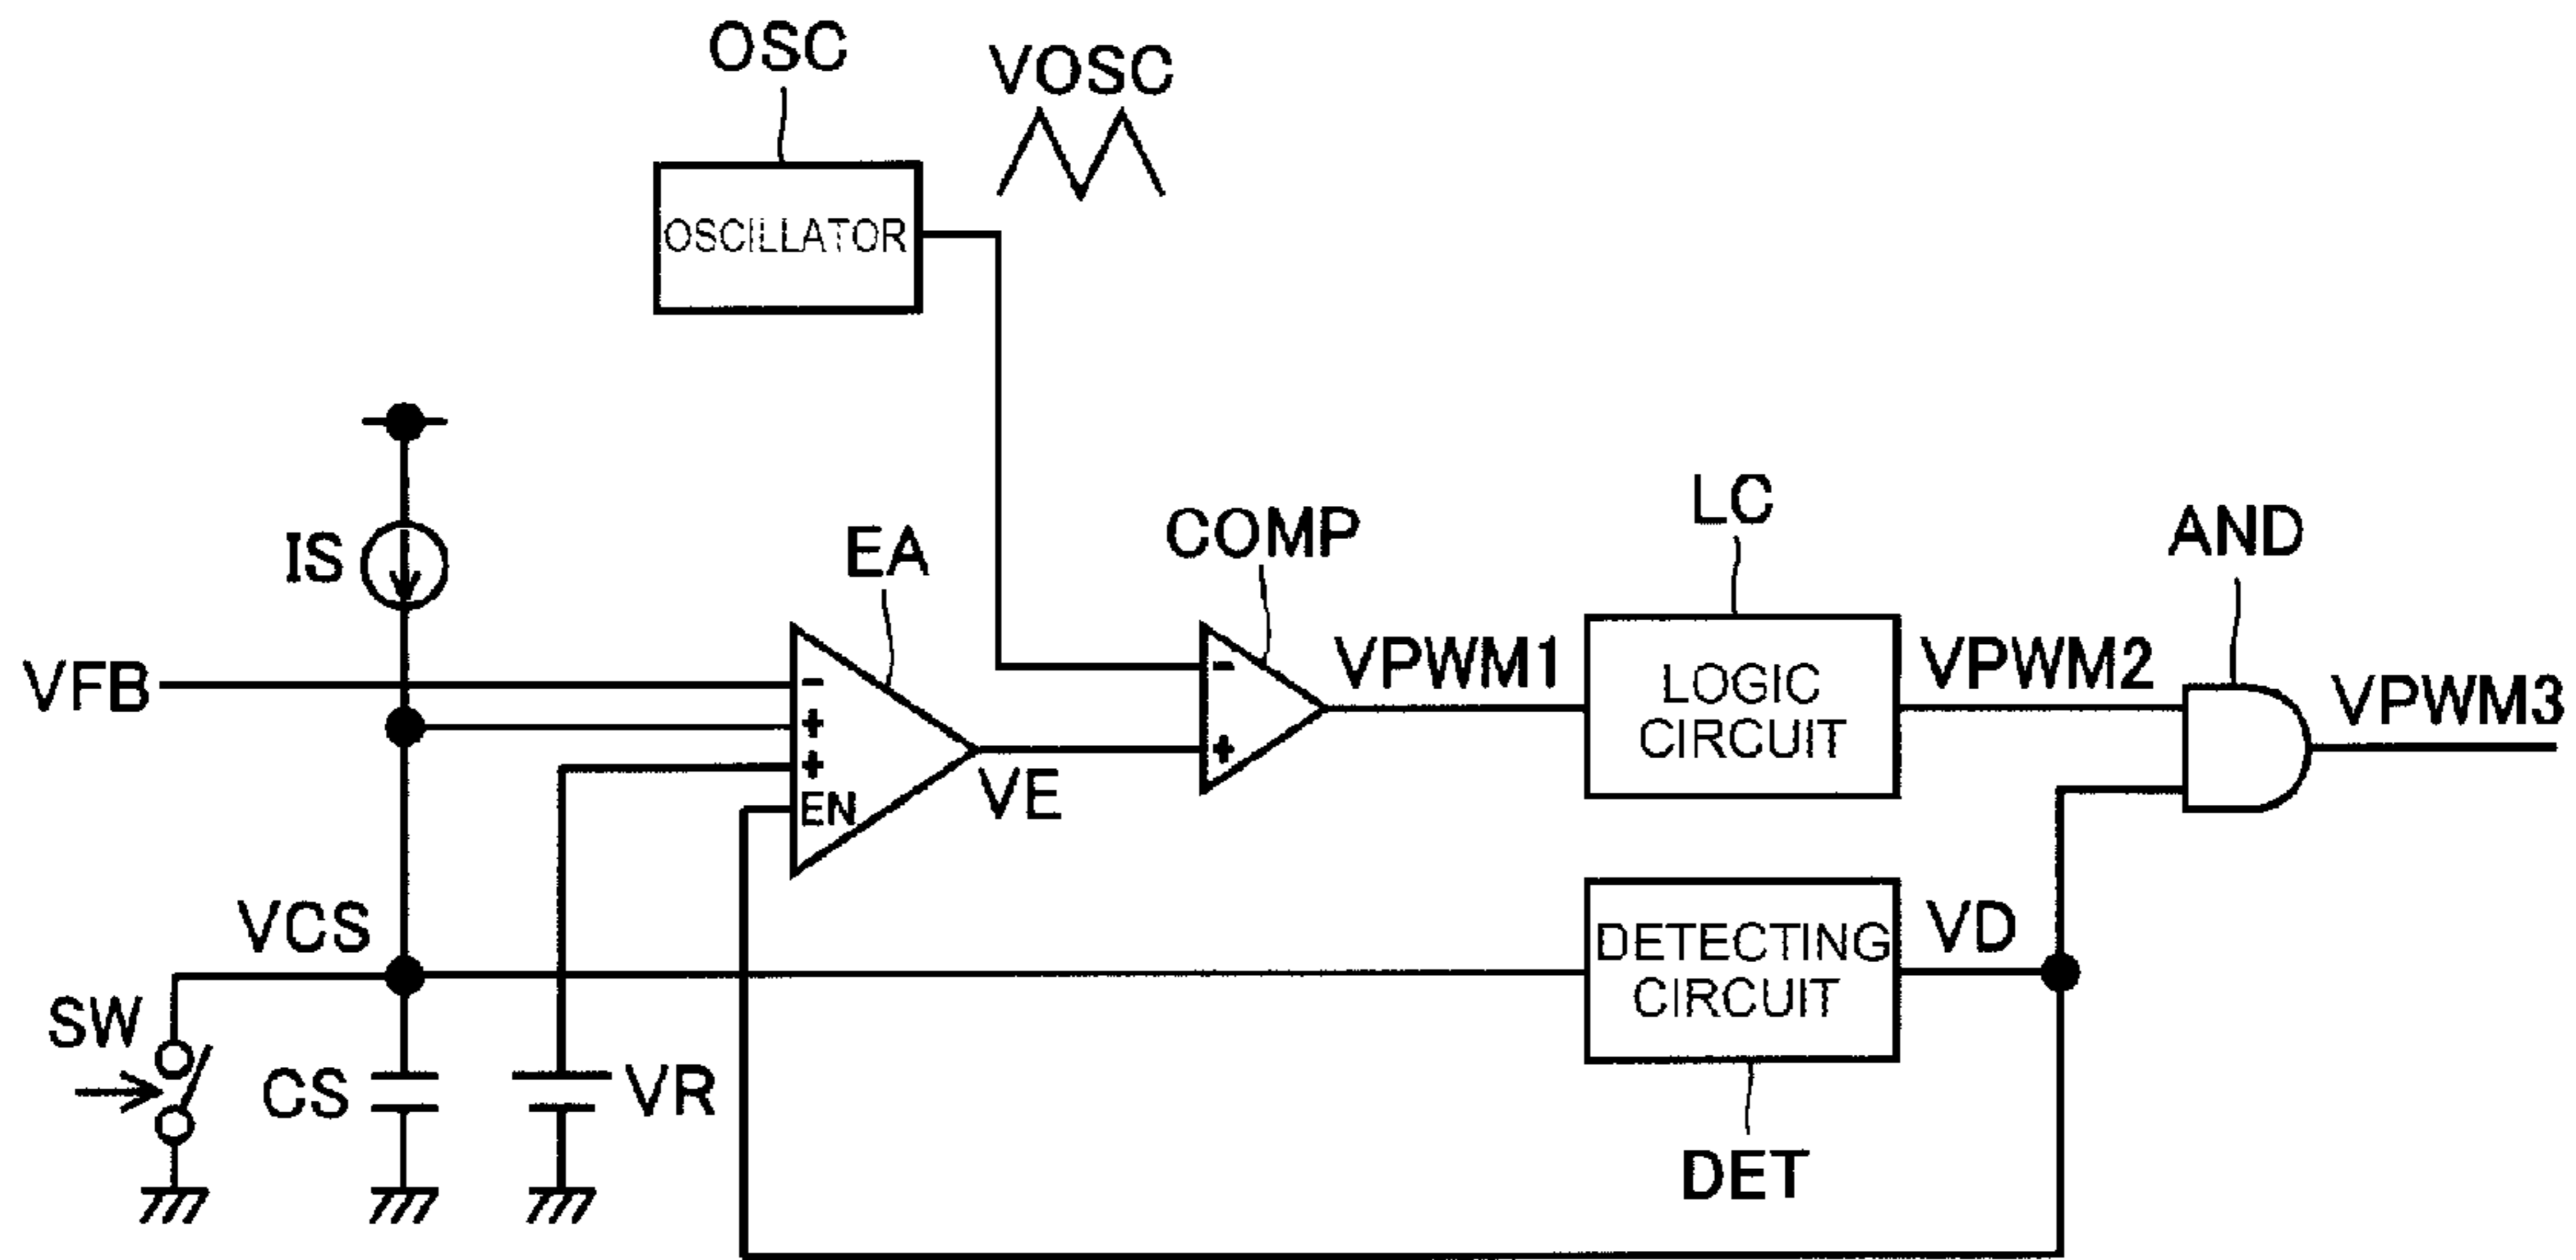 OSC
VOSC
OSCILLATOR
IS
EA
COMP
LC
AND
VFB
-
+
+
EN
VE
-
+
VPWM1
LOGIC
CIRCUIT
VPWM2
VPWM3
VCS
DETECTING
CIRCUIT
VD
SW
CS
VR
DET